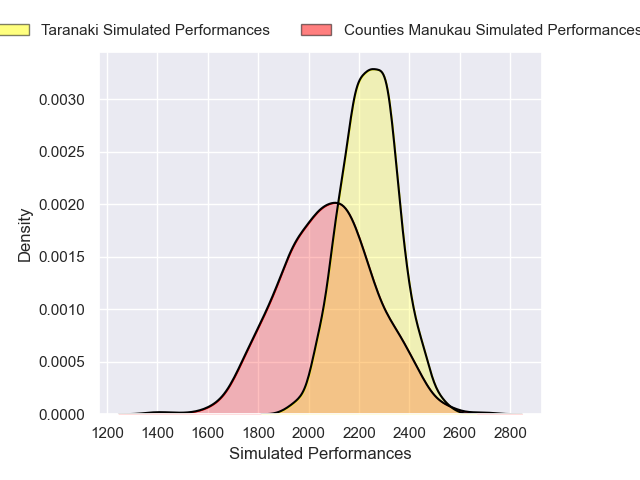 Taranaki Simulated Performances
Counties Manukau Simulated Performances
0.0030
0.0025
0.0020
0.0015
0.0010
0.0005
0.0000
Density
1200 1400 1600 1800 2000 2200 2400 2600 2800
Simulated Performances